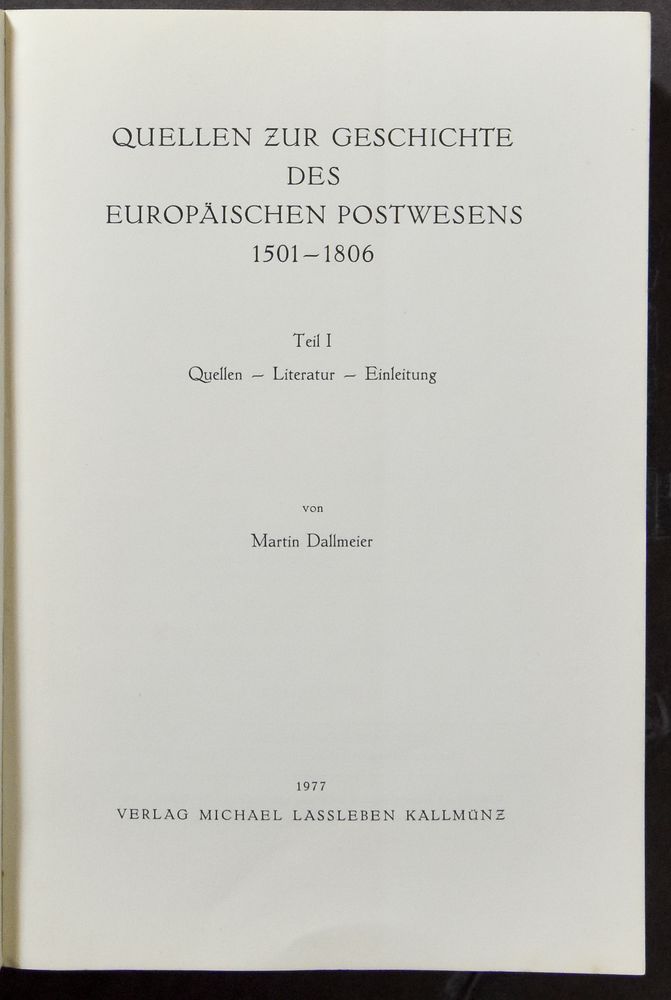 QUELLEN ZUR GESCHICHTE
DES
EUROPÄISCHEN POSTWESENS
1501–1806
Teil I
Quellen – Literatur – Einleitung
von
Martin Dallmeier
1977
VERLAG MICHAEL LASSLEBEN KALLMÜNZ